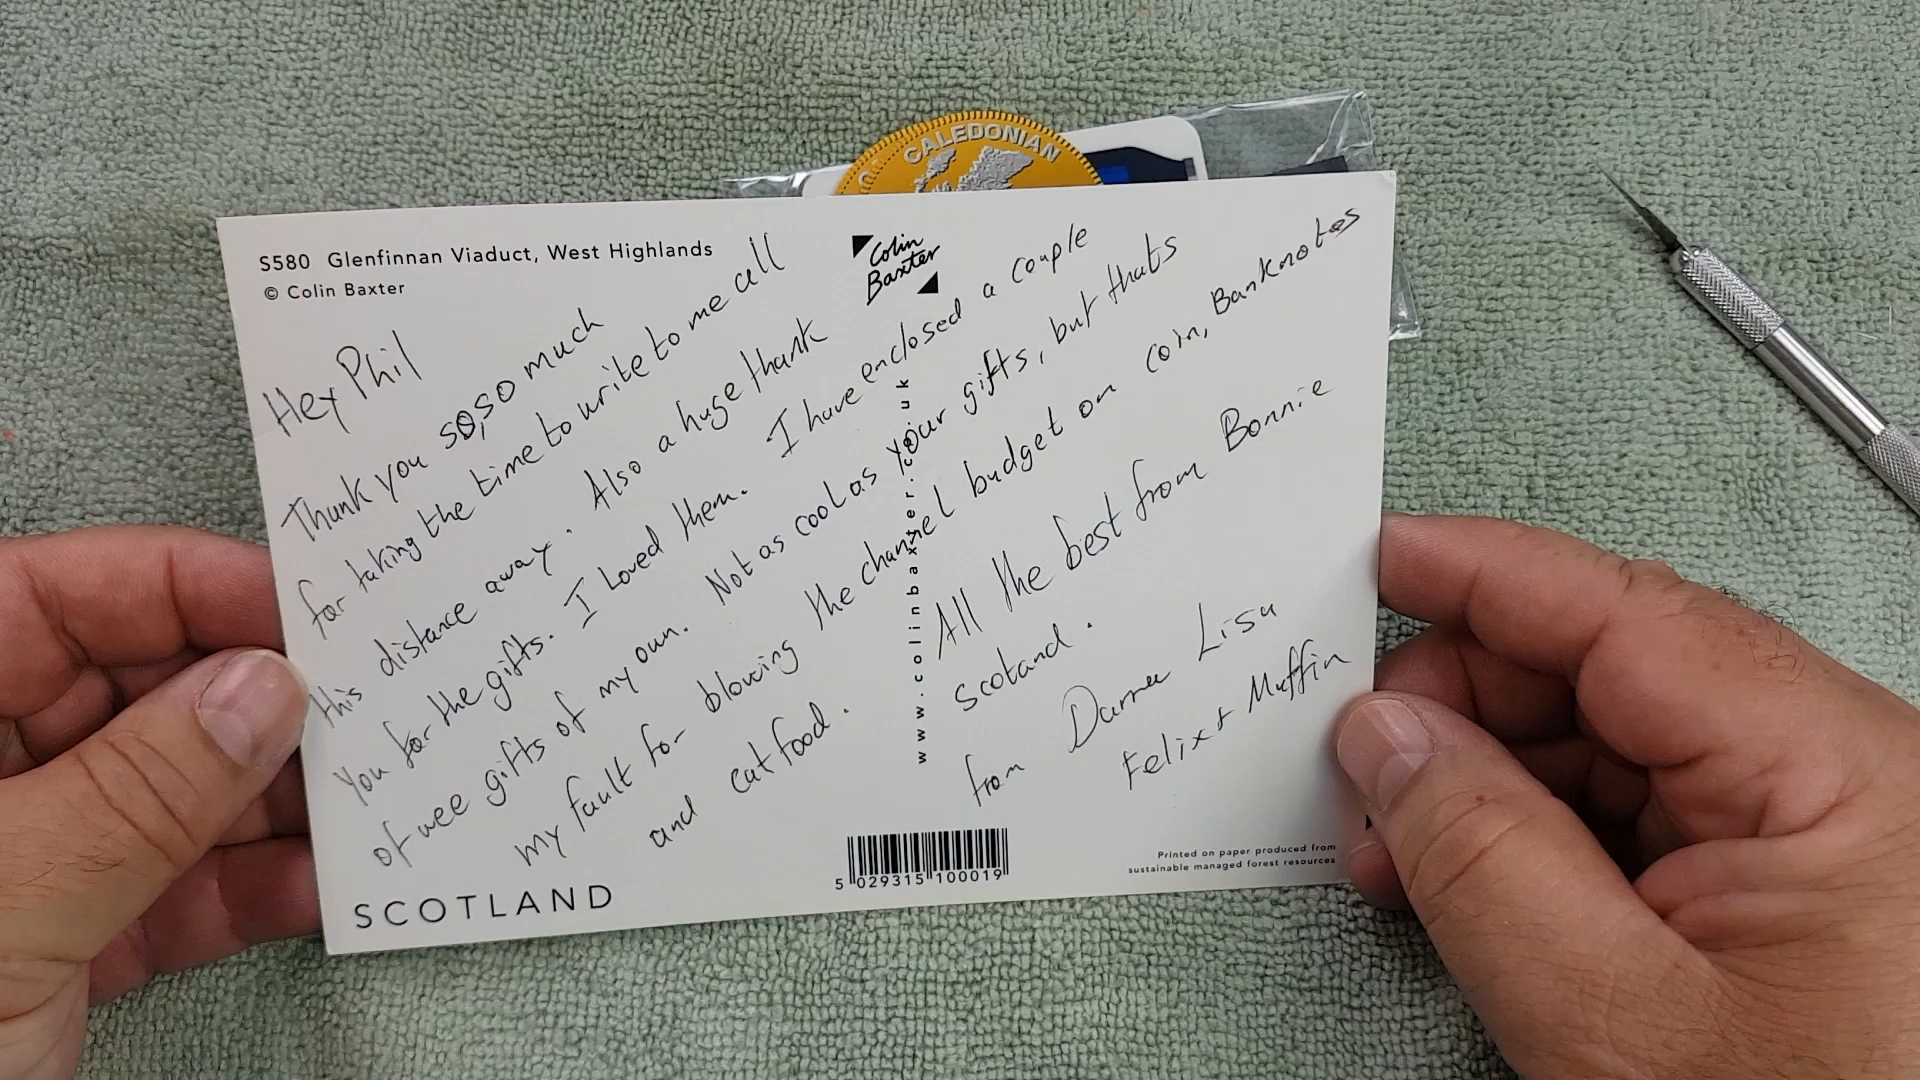 CALEDONIAN
S580 Glenfinnan Viaduct, West Highlands
© Colin Baxter
Colin
Baxter
Hey Phil
Thank you so,so much
for taking the time to write to me all
this distance away. Also a huge thank
you for the gifts. I Loved them. I have enclosed a couple
of wee gifts of my own. Not as cool as your gifts, but thats
my fault for blowing the channel budget on coin, Banknotes
and cat food.
All the best from Bonnie
scotand.
from Lisa
Felix + Muffin
www.colinbaxter.co.uk
SCOTLAND
5 029315 100019
Printed on paper produced from
sustainable managed forest resources